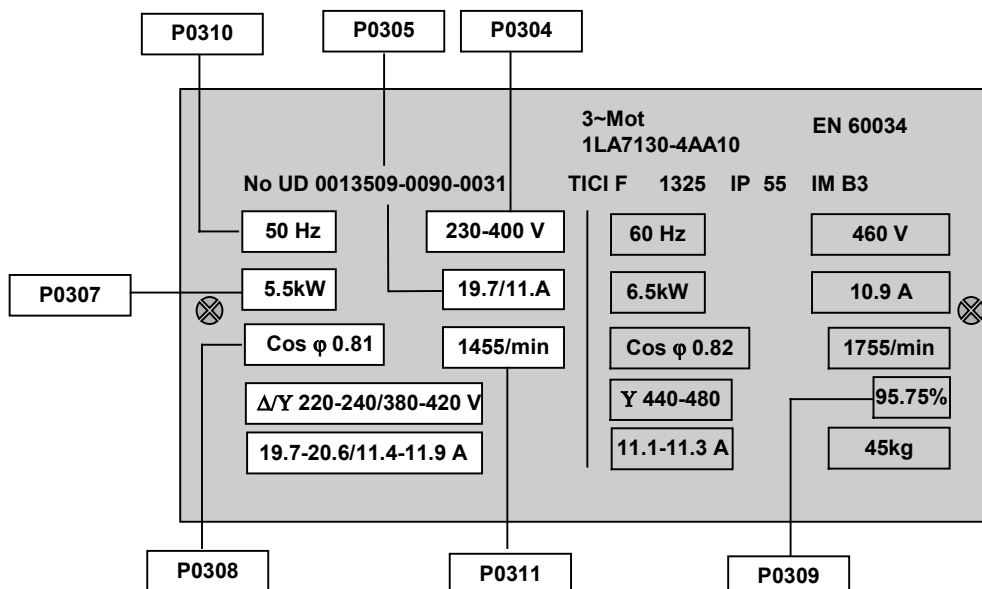 P0310 P0305 P0304
3~Mot
1LA7130-4AA10
EN 60034
No UD 0013509-0090-0031 TICI F 1325 IP 55 IM B3
50 Hz 230-400 V 60 Hz 460 V
P0307 5.5kW 19.7/11.A 6.5kW 10.9 A
Cos φ 0.81 1455/min Cos φ 0.82 1755/min
Δ/Y 220-240/380-420 V Y 440-480 95.75%
19.7-20.6/11.4-11.9 A 11.1-11.3 A 45kg
P0308 P0311 P0309